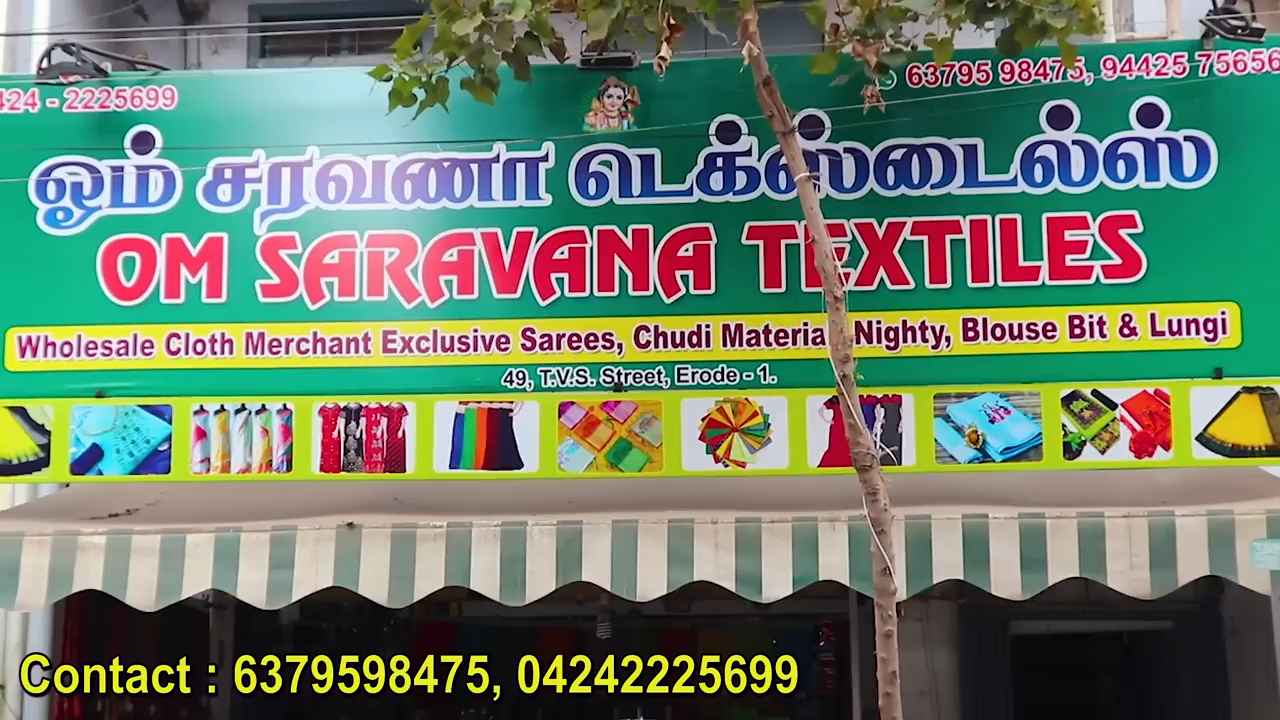 424 - 2225699
63795 98475, 94425 75656
ஓம் சரவணா டெக்ஸ்டைல்ஸ்
OM SARAVANA TEXTILES
Wholesale Cloth Merchant Exclusive Sarees, Chudi Material, Nighty, Blouse Bit & Lungi
49, T.V.S. Street, Erode - 1.
Contact : 6379598475, 04242225699